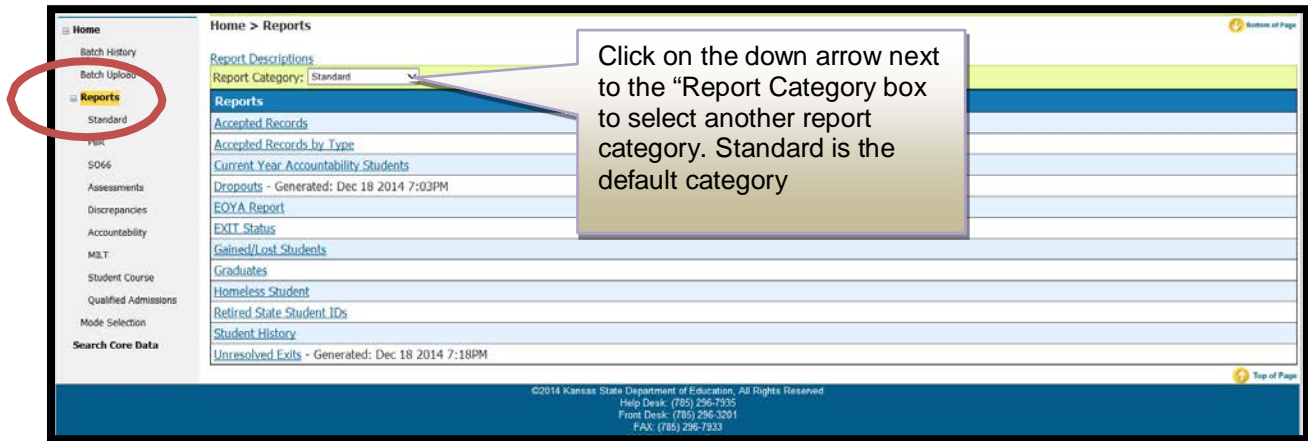 Home
Batch History
Batch Upload
Reports
Standard
PBR
SO66
Assessments
Discrepancies
Accountability
MILT
Student Course
Qualified Admissions
Mode Selection
Search Core Data
Home > Reports
Bottom of Page
Report Descriptions
Report Category: Standard
Reports
Accepted Records
Accepted Records by Type
Current Year Accountability Students
Dropouts - Generated: Dec 18 2014 7:03PM
EOYA Report
EXIT Status
Gained/Lost Students
Graduates
Homeless Student
Retired State Student IDs
Student History
Unresolved Exits - Generated: Dec 18 2014 7:18PM
Click on the down arrow next
to the “Report Category box
to select another report
category. Standard is the
default category
Top of Page
©2014 Kansas State Department of Education, All Rights Reserved
Help Desk: (785) 296-7935
Front Desk: (785) 296-3201
FAX: (785) 296-7933